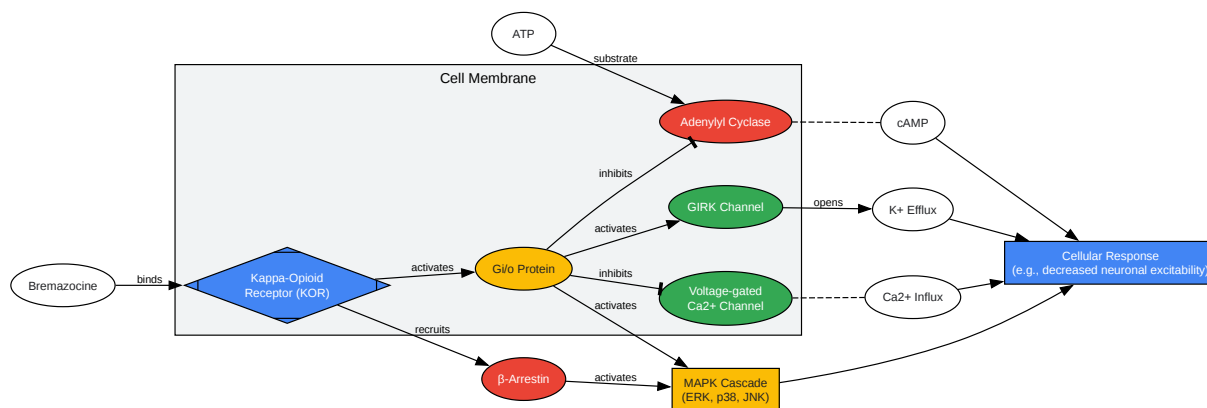 ATP
substrate
Cell Membrane
Adenylyl Cyclase
cAMP
inhibits
GIRK Channel
opens
K+ Efflux
activates
Cellular Response
(e.g., decreased neuronal excitability)
Bremazocine
binds
Kappa-Opioid
Receptor (KOR)
activates
Gi/o Protein
inhibits
Voltage-gated
Ca2+ Channel
Ca2+ Influx
activates
recruits
β-Arrestin
activates
MAPK Cascade
(ERK, p38, JNK)